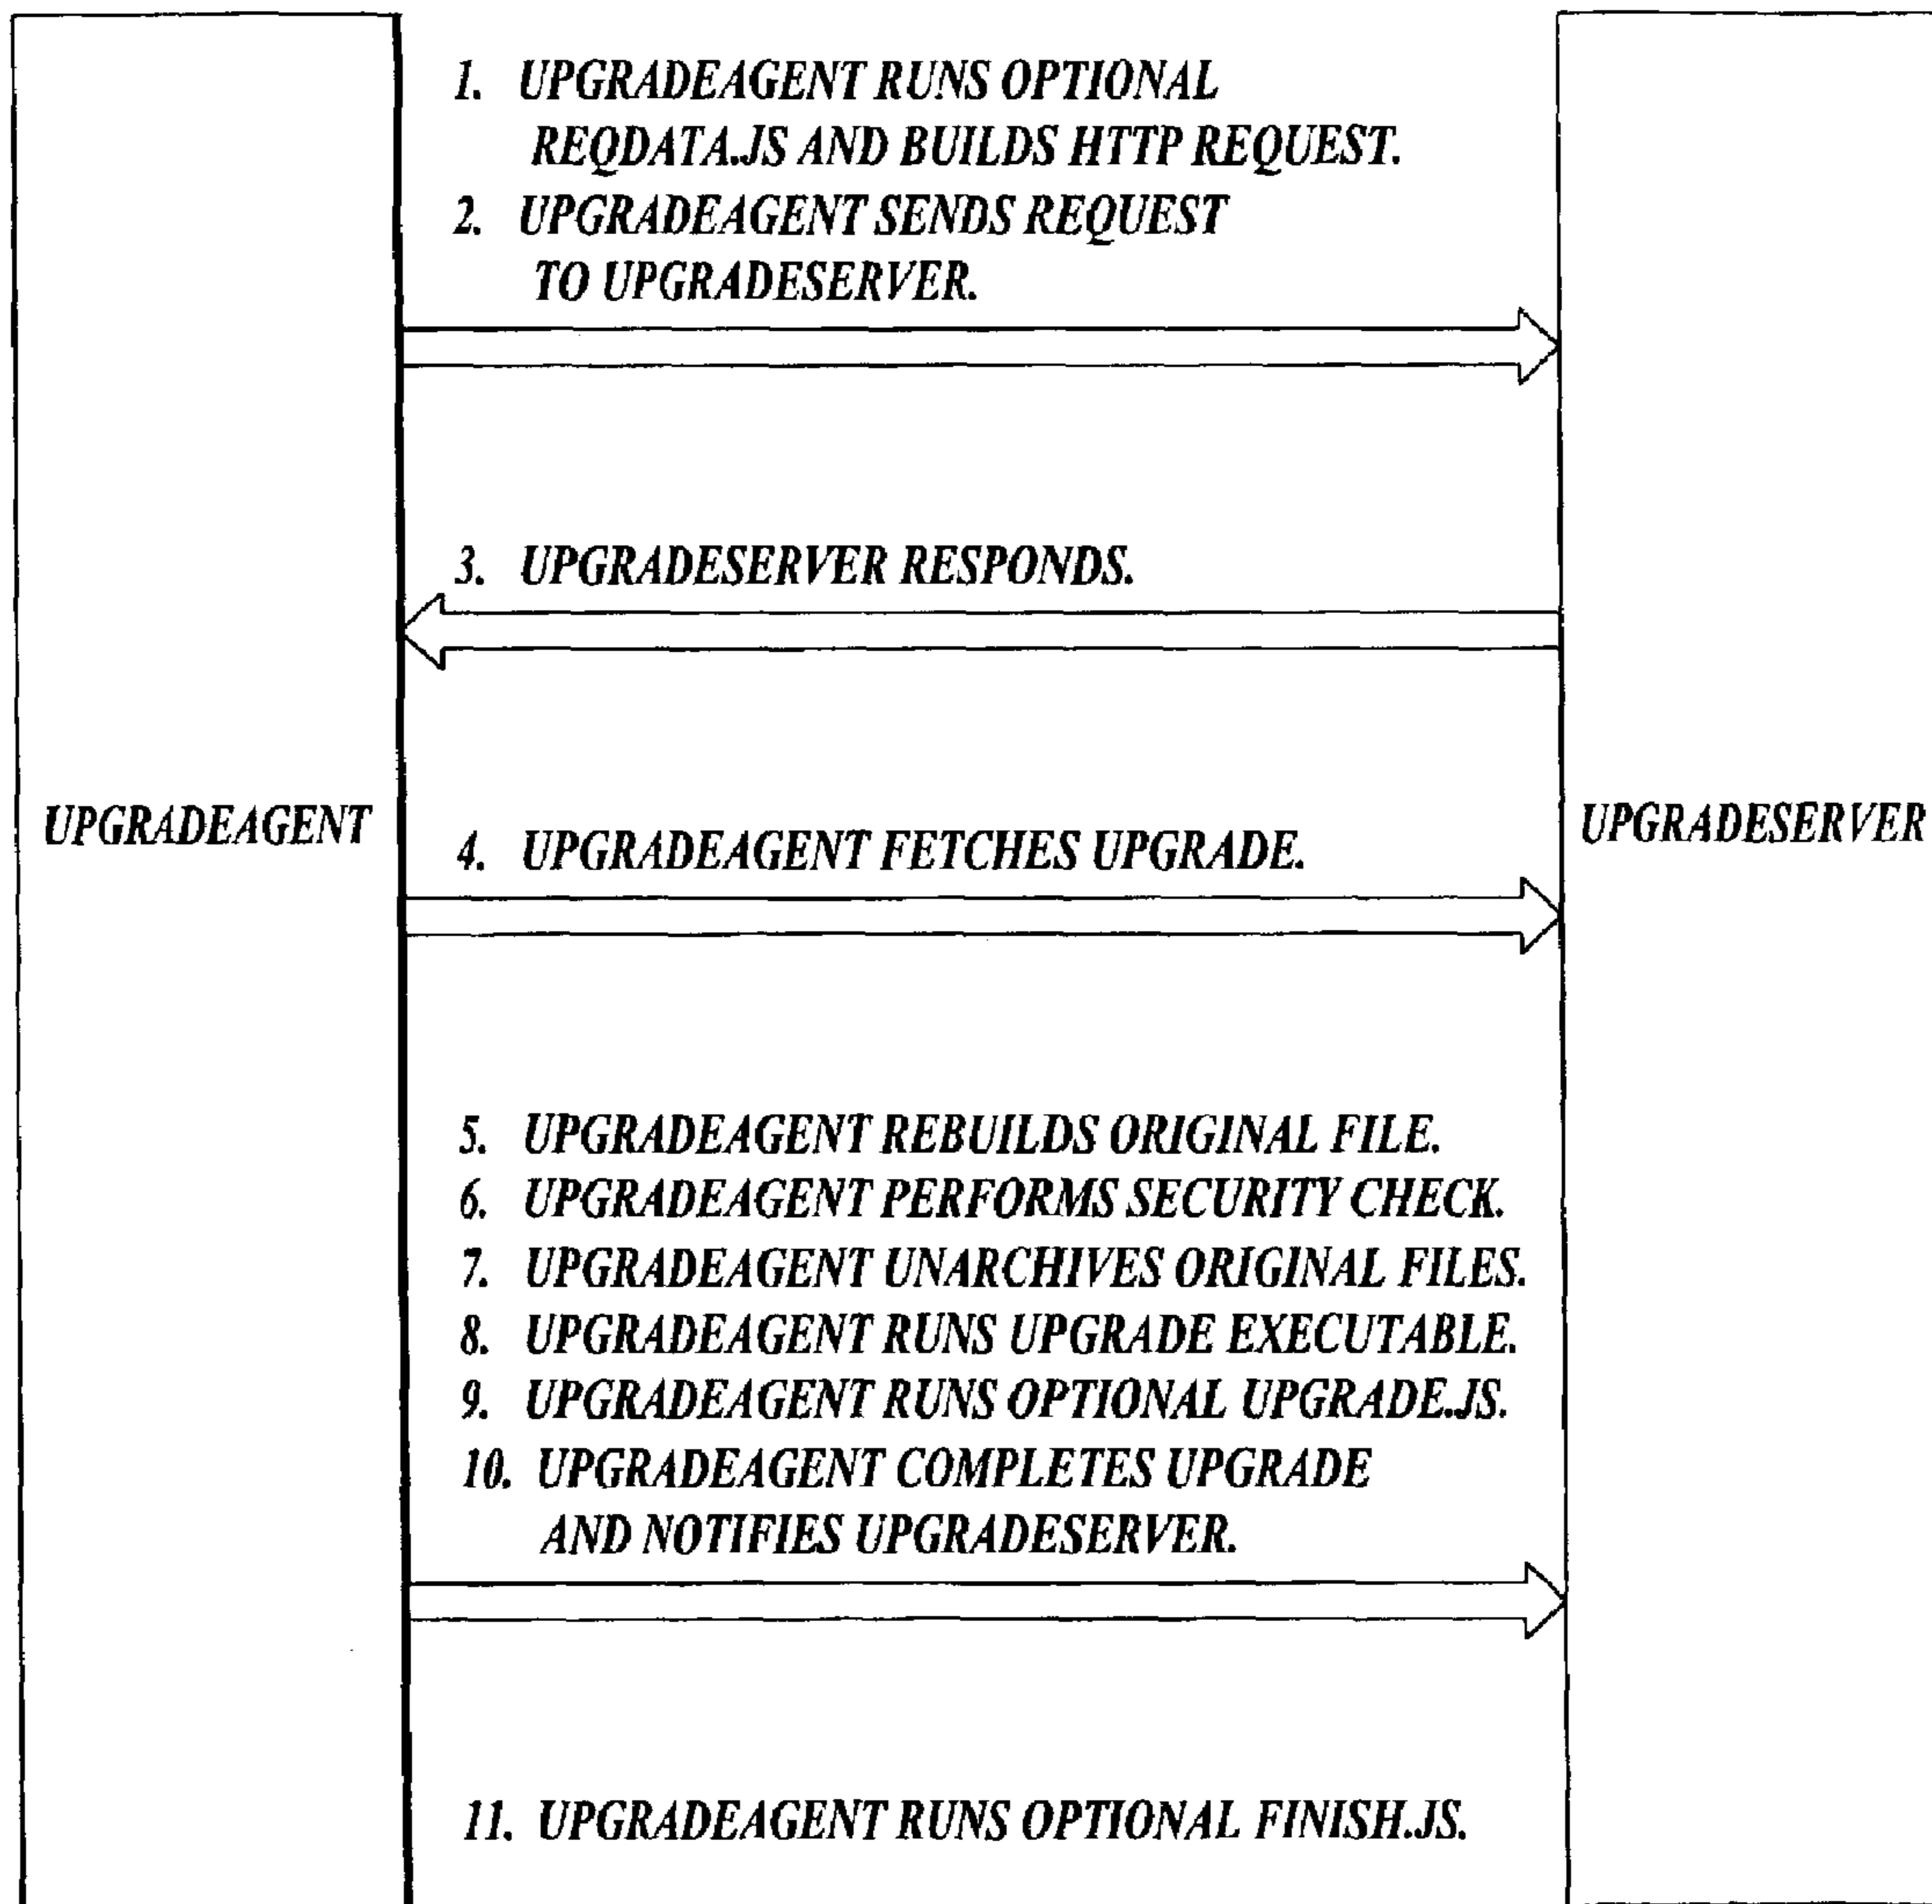 1. UPGRADEAGENT RUNS OPTIONAL
REQDATA.JS AND BUILDS HTTP REQUEST.
2. UPGRADEAGENT SENDS REQUEST
TO UPGRADESERVER.
3. UPGRADESERVER RESPONDS.
UPGRADEAGENT
4. UPGRADEAGENT FETCHES UPGRADE.
UPGRADESERVER
5. UPGRADEAGENT REBUILDS ORIGINAL FILE.
6. UPGRADEAGENT PERFORMS SECURITY CHECK.
7. UPGRADEAGENT UNARCHIVES ORIGINAL FILES.
8. UPGRADEAGENT RUNS UPGRADE EXECUTABLE.
9. UPGRADEAGENT RUNS OPTIONAL UPGRADE.JS.
10. UPGRADEAGENT COMPLETES UPGRADE
AND NOTIFIES UPGRADESERVER.
11. UPGRADEAGENT RUNS OPTIONAL FINISH.JS.